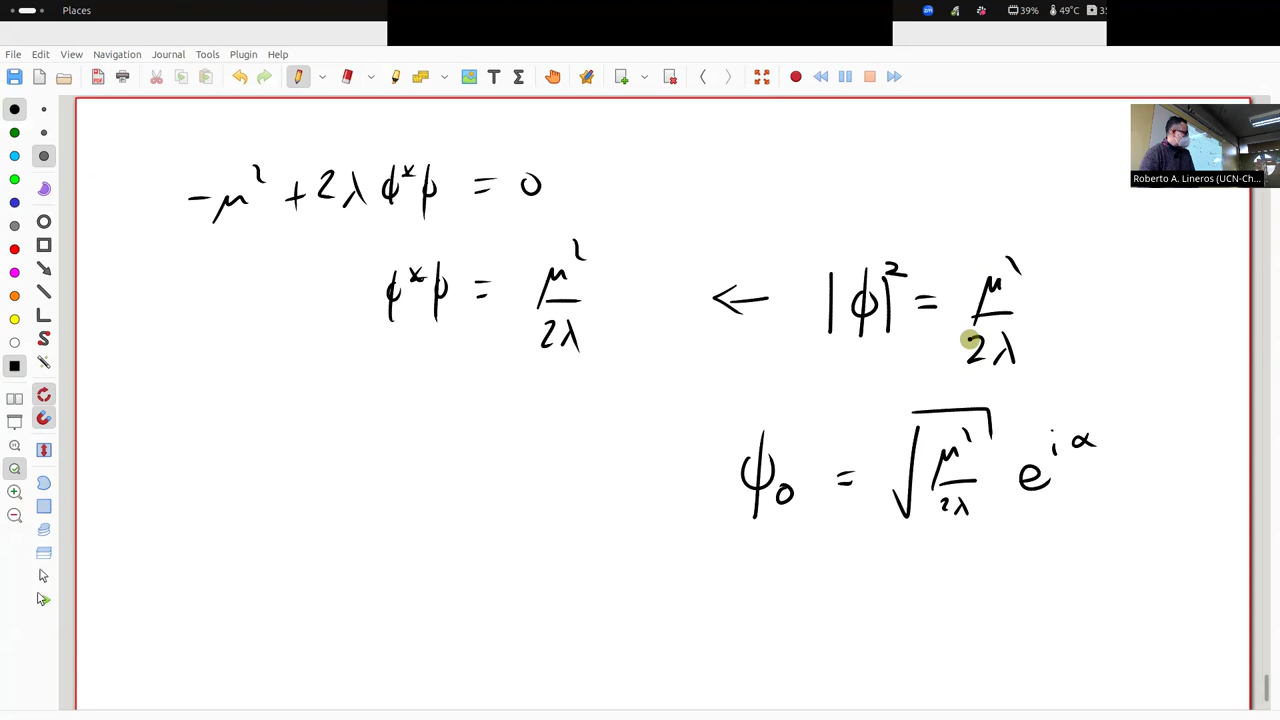 Places
39% 49°C 3
File Edit View Navigation Journal Tools Plugin Help
-μ² + 2λ φ*φ = 0
φ*φ = μ²/2λ ← |φ|² = μ²/2λ
φ₀ = √(μ²/2λ) e^{iα}
Roberto A. Lineros (UCN-Ch...